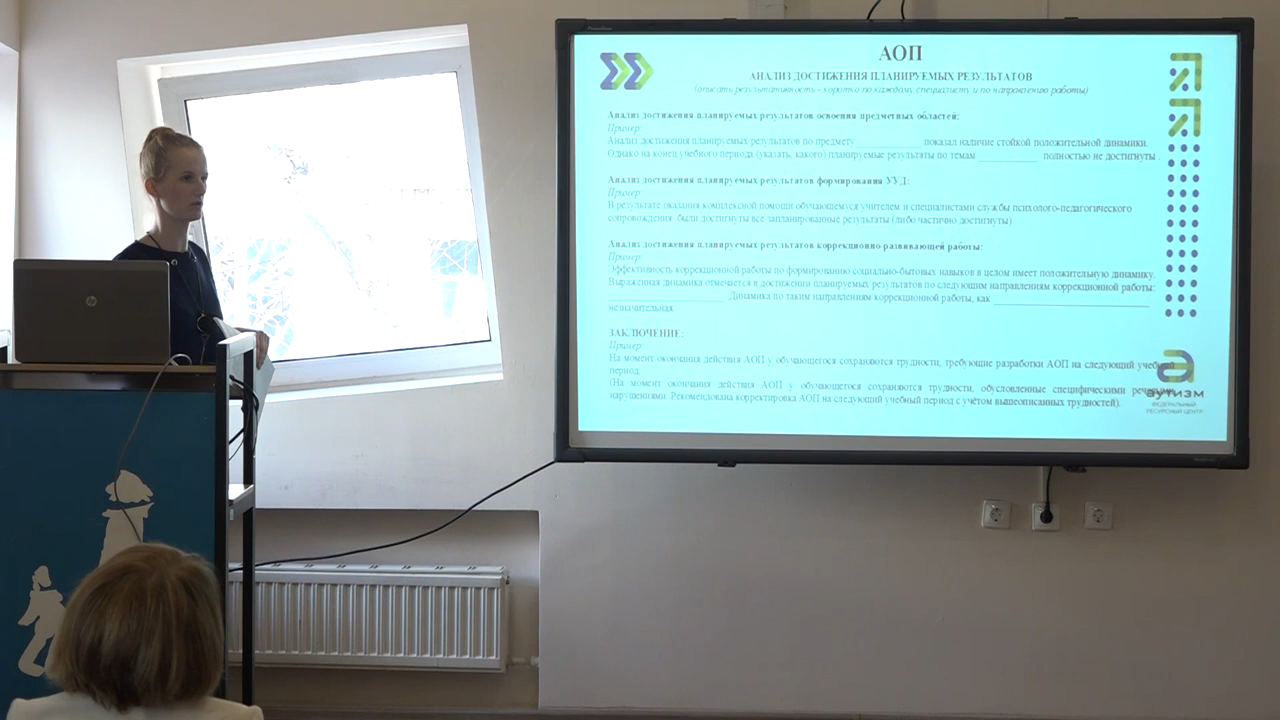 АОП
АНАЛИЗ ДОСТИЖЕНИЯ ПЛАНИРУЕМЫХ РЕЗУЛЬТАТОВ
(описать результативность - коротко по каждому специалисту и по направлению работы)
Анализ достижения планируемых результатов освоения предметных областей:
Пример:
Анализ достижения планируемых результатов по предмету ____________ показал наличие стойкой положительной динамики.
Однако на конец учебного периода (указать, какого) планируемые результаты по темам ___________ полностью не достигнуты .
Анализ достижения планируемых результатов формирования УУД:
Пример:
В результате оказания комплексной помощи обучающемуся учителем и специалистами службы психолого-педагогического
сопровождения были достигнуты все запланированные результаты (либо частично достигнуты)
Анализ достижения планируемых результатов коррекционно-развивающей работы:
Пример:
Эффективность коррекционной работы по формированию социально-бытовых навыков в целом имеет положительную динамику.
Выраженная динамика отмечается в достижении планируемых результатов по следующим направлениям коррекционной работы:
______________________. Динамика по таким направлениям коррекционной работы, как ____________________________
незначительная.
ЗАКЛЮЧЕНИЕ:
Пример:
На момент окончания действия АОП у обучающегося сохраняются трудности, требующие разработки АОП на следующий учебный
период.
(На момент окончания действия АОП у обучающегося сохраняются трудности, обусловленные специфическими речевыми
нарушениями. Рекомендована корректировка АОП на следующий учебный период с учётом вышеописанных трудностей).
аутизм
ФЕДЕРАЛЬНЫЙ
РЕСУРСНЫЙ ЦЕНТР
hp